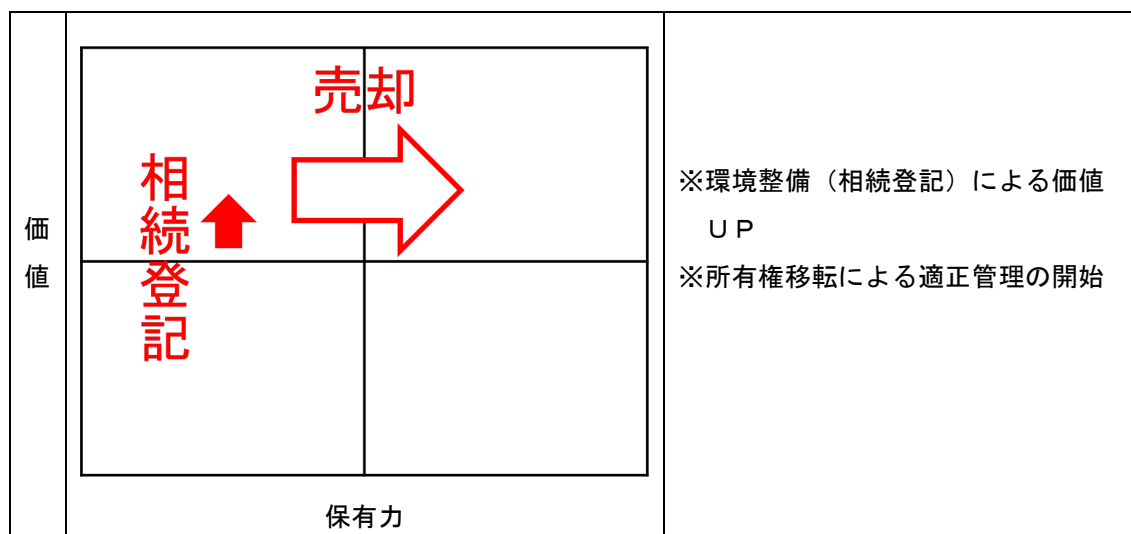 価値
売却
相続登記
保有力
※環境整備（相続登記）による価値
ＵＰ
※所有権移転による適正管理の開始